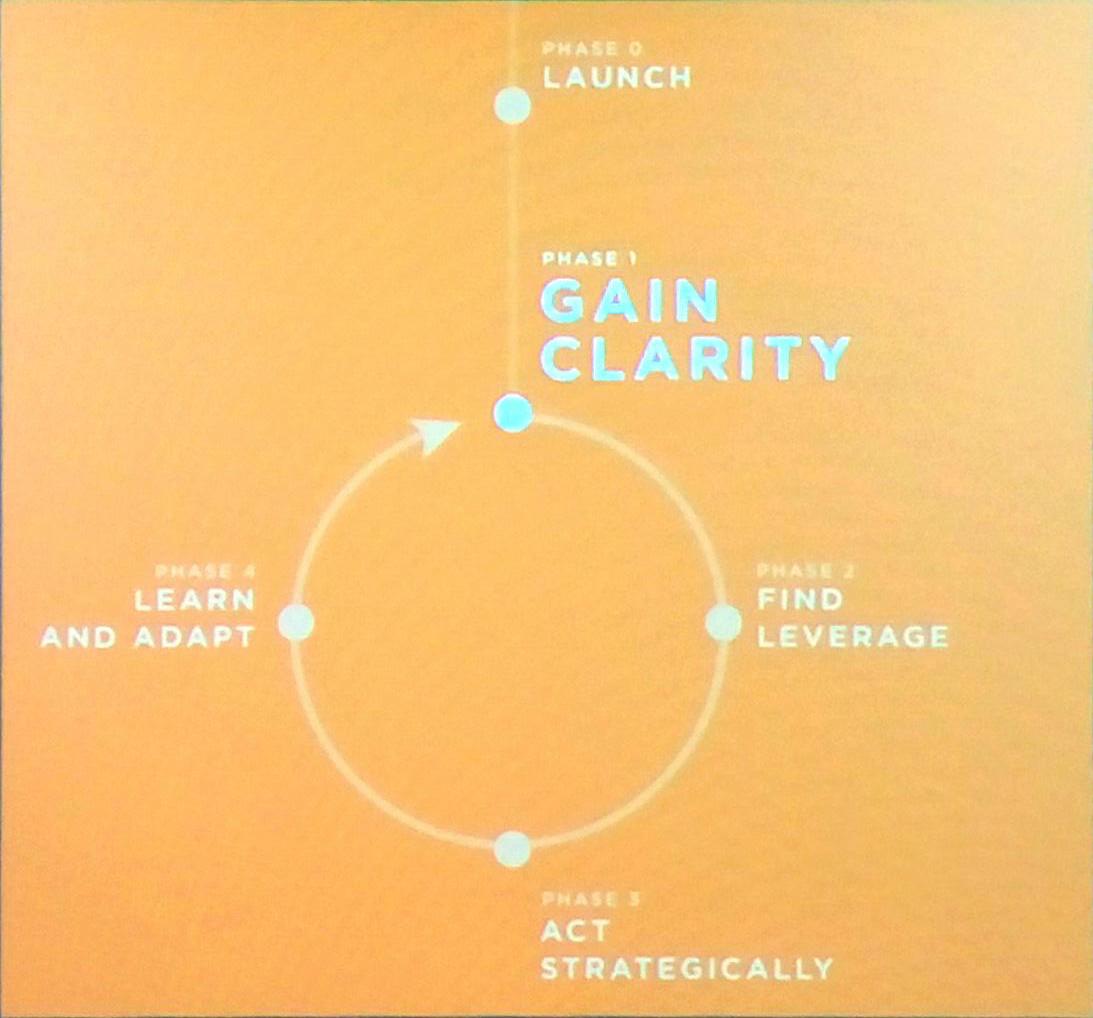 PHASE 0
LAUNCH
PHASE 1
GAIN
CLARITY
PHASE 2
FIND
LEVERAGE
PHASE 3
ACT
STRATEGICALLY
PHASE 4
LEARN
AND ADAPT